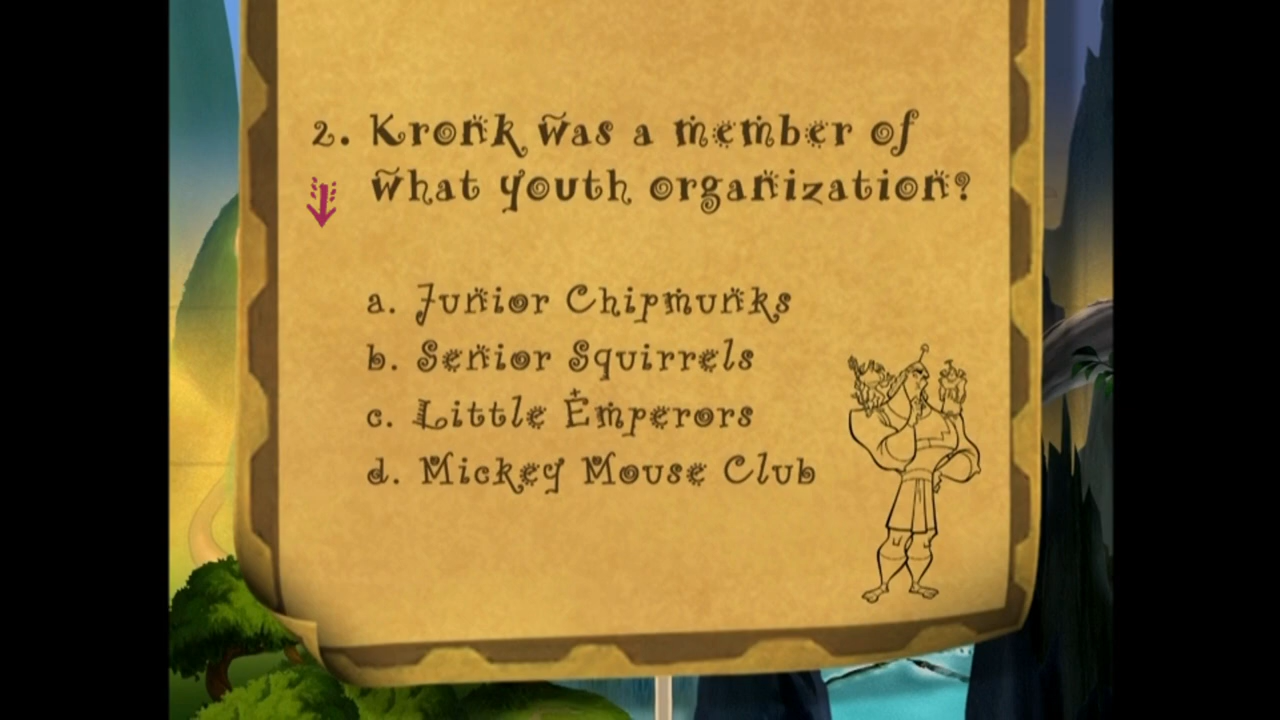 2. Kronk was a member of
what youth organization?
a. Junior Chipmunks
b. Senior Squirrels
c. Little Emperors
d. Mickey Mouse Club